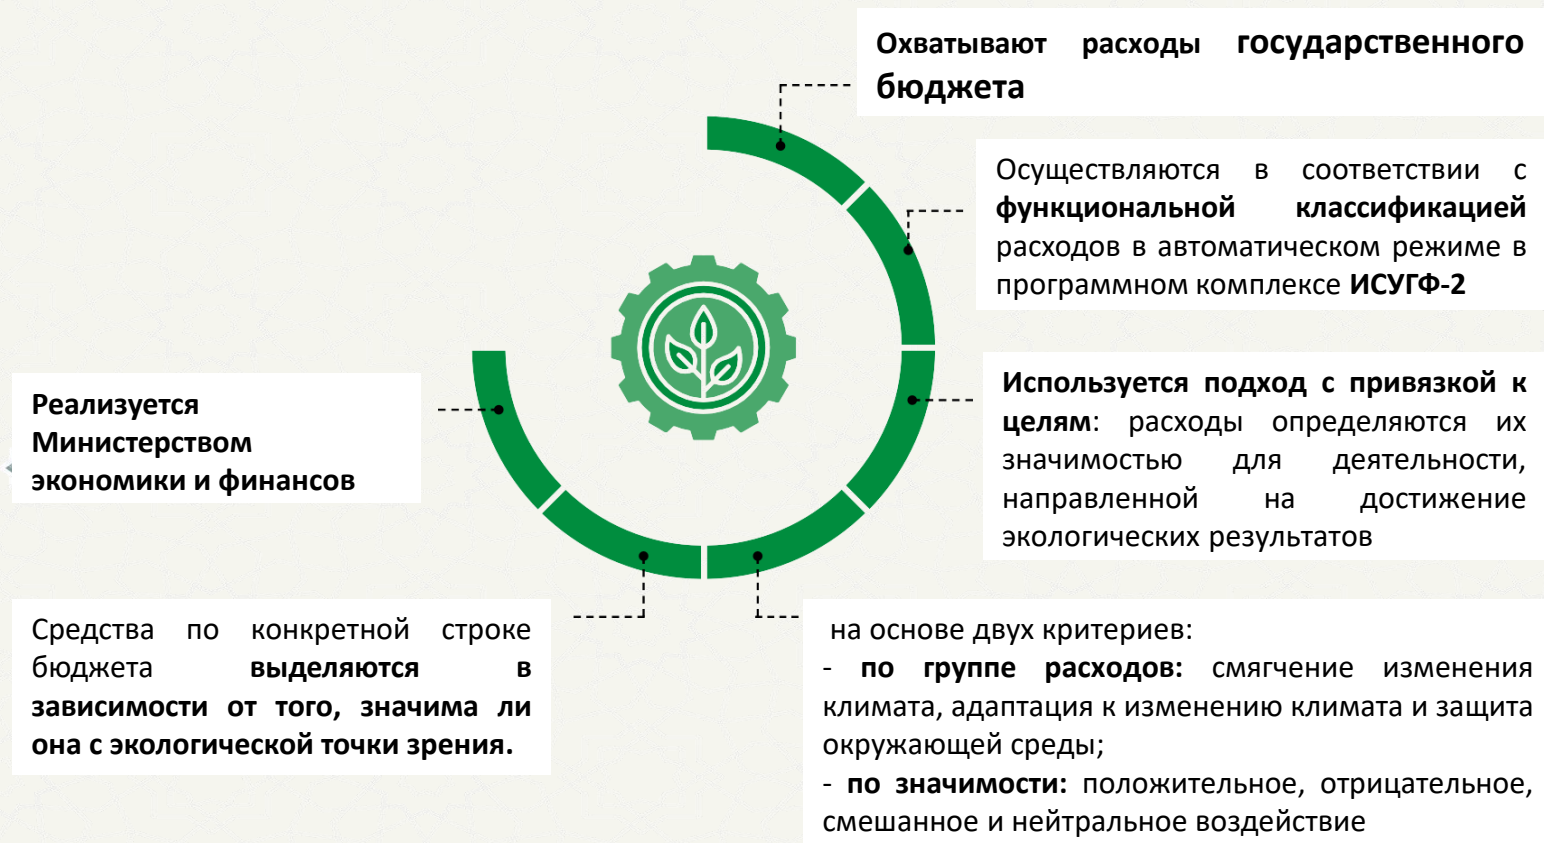 Охватывают расходы государственного
бюджета
Осуществляются в соответствии с
функциональной классификацией
расходов в автоматическом режиме в
программном комплексе ИСУГФ-2
Используется подход с привязкой к
целям: расходы определяются их
значимостью для деятельности,
направленной на достижение
экологических результатов
на основе двух критериев:
- по группе расходов: смягчение изменения
климата, адаптация к изменению климата и защита
окружающей среды;
- по значимости: положительное, отрицательное,
смешанное и нейтральное воздействие
Средства по конкретной строке
бюджета выделяются в
зависимости от того, значима ли
она с экологической точки зрения.
Реализуется
Министерством
экономики и финансов